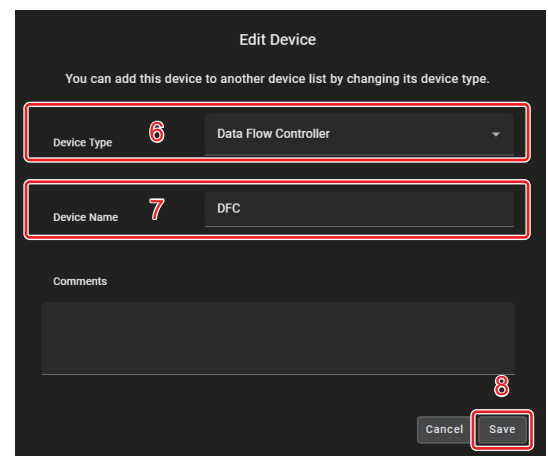 Edit Device
You can add this device to another device list by changing its device type.
Device Type 6 Data Flow Controller
Device Name 7 DFC
Comments
8
Cancel Save